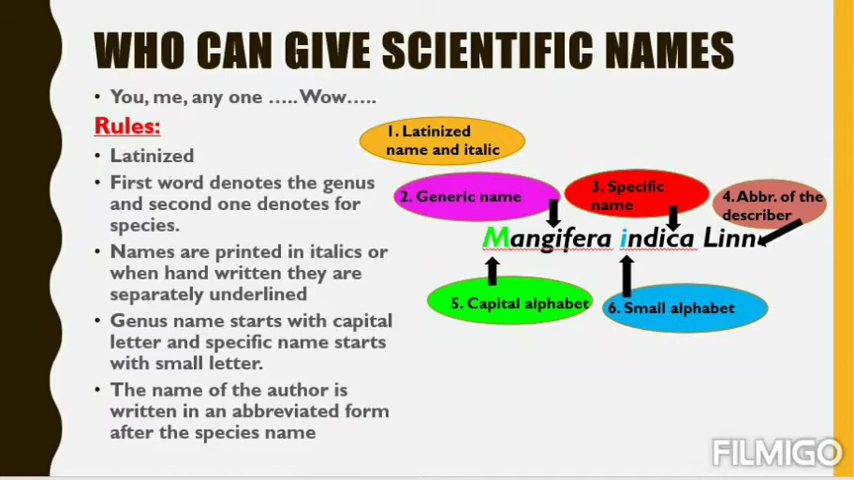 WHO CAN GIVE SCIENTIFIC NAMES
• You, me, any one ..... Wow.....
Rules:
• Latinized
• First word denotes the genus
and second one denotes for
species.
• Names are printed in italics or
when hand written they are
separately underlined
• Genus name starts with capital
letter and specific name starts
with small letter.
• The name of the author is
written in an abbreviated form
after the species name
1. Latinized
name and italic
2. Generic name
3. Specific
name
4. Abbr. of the
describer
Mangifera indica Linn
5. Capital alphabet
6. Small alphabet
FILMIGO